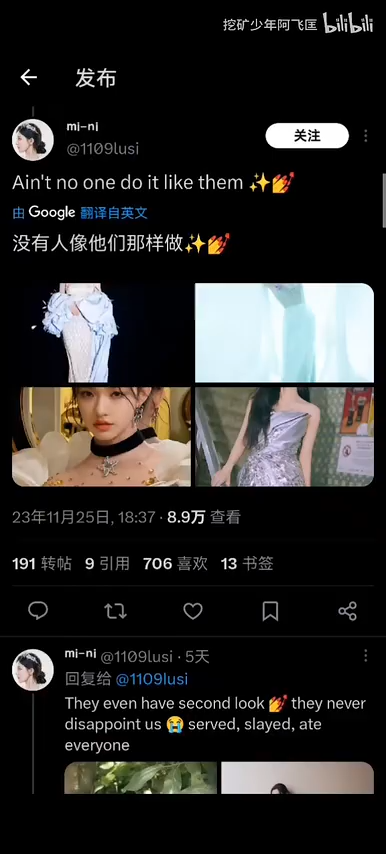 挖矿少年阿飞匡 bilibili
发布
mi-ni
@1109lusi
关注
Ain't no one do it like them ✨💅
由 Google 翻译自英文
没有人像他们那样做✨💅
23年11月25日, 18:37 · 8.9万 查看
191 转帖 9 引用 706 喜欢 13 书签
mi-ni @1109lusi · 5天
回复给 @1109lusi
They even have second look 💅 they never
disappoint us 😭 served, slayed, ate
everyone